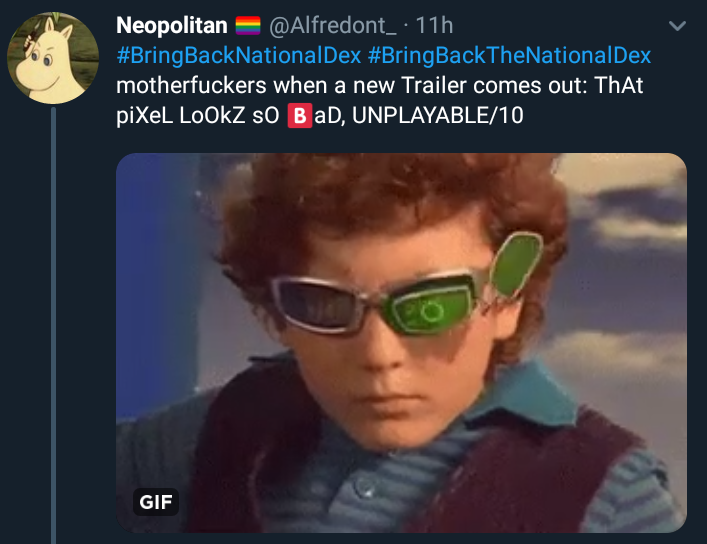 Neopolitan 🏳️‍🌈 @Alfredont_ · 11h
#BringBackNationalDex #BringBackTheNationalDex
motherfuckers when a new Trailer comes out: ThAt
piXeL LoOkZ sO 🅱️aD, UNPLAYABLE/10
GIF